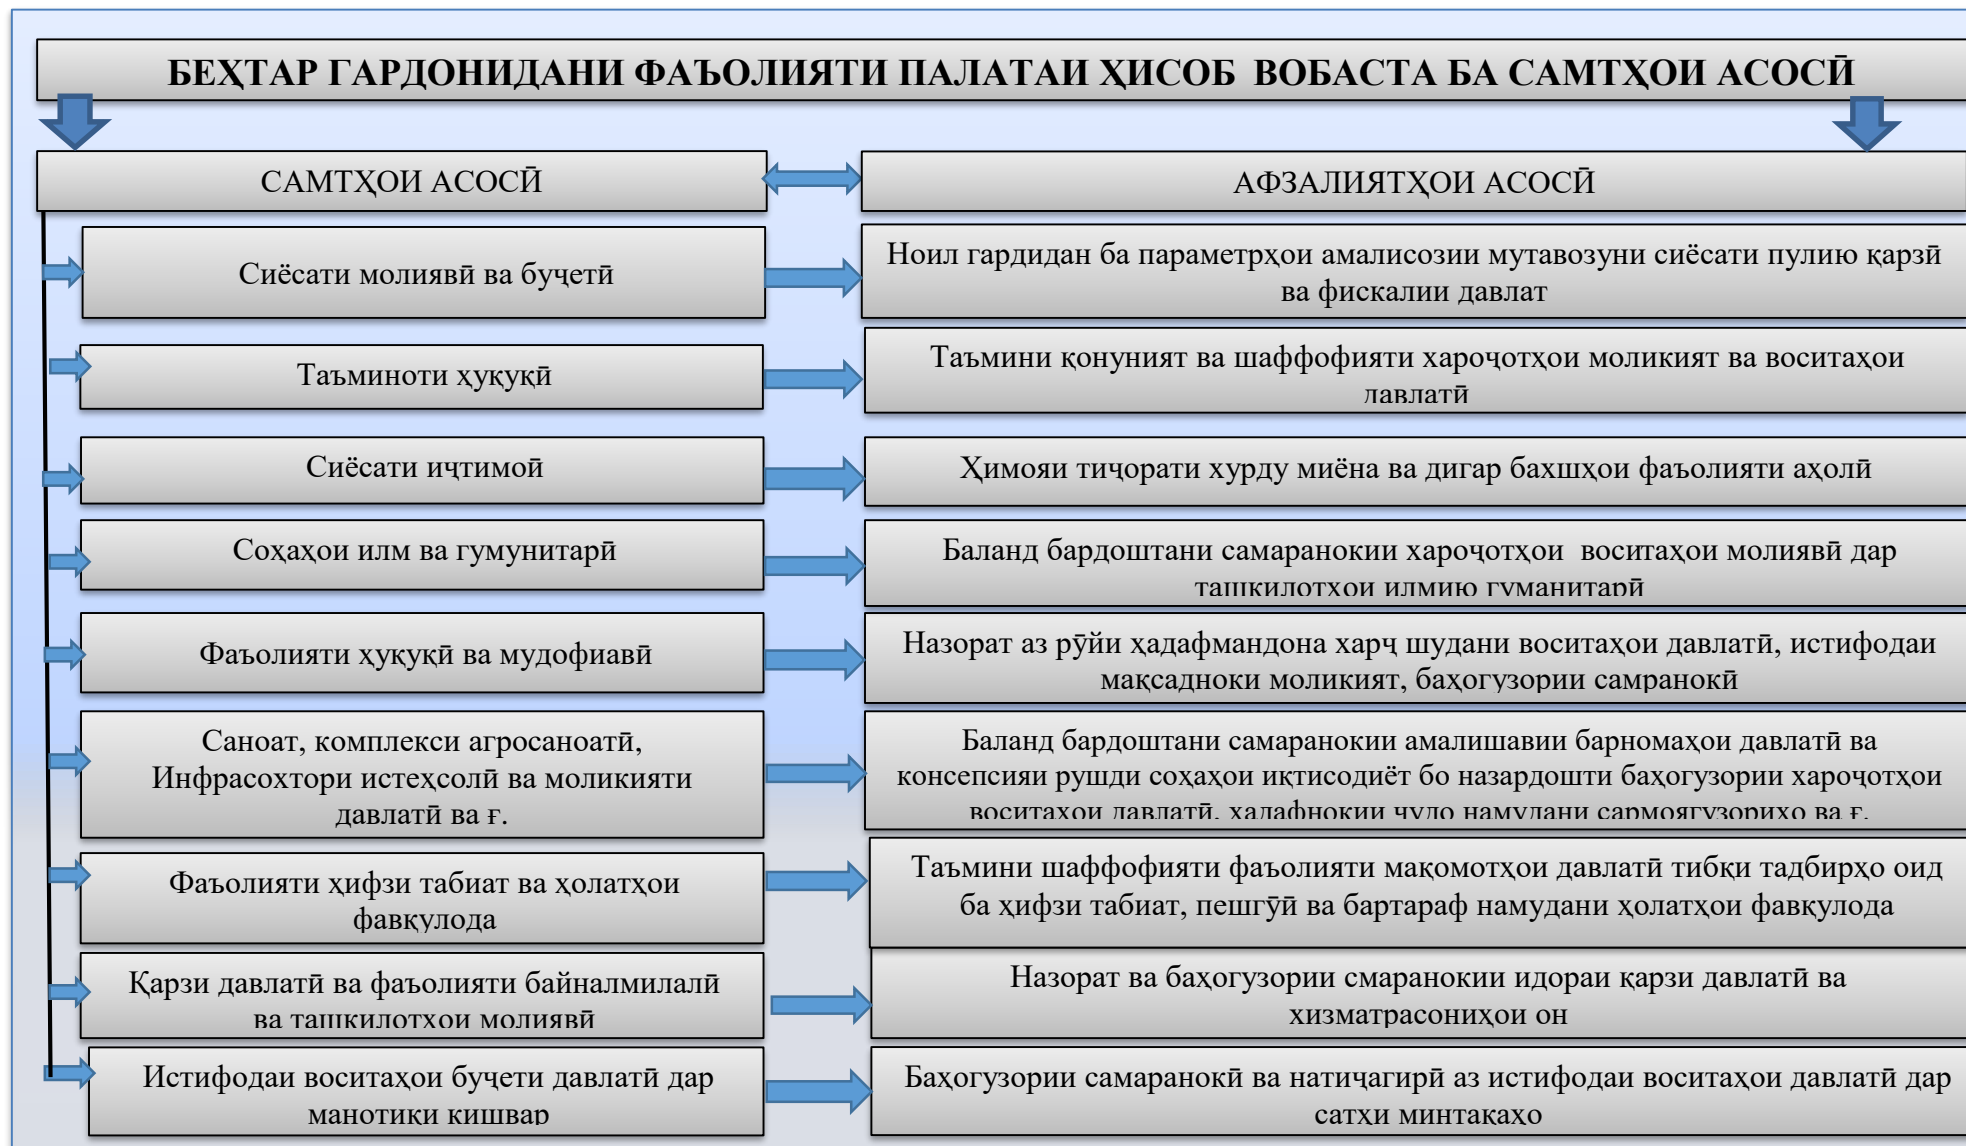 БЕҲТАР ГАРДОНИДАНИ ФАЪОЛИЯТИ ПАЛАТАИ ҲИСОБ ВОБАСТА БА САМТҲОИ АСОСӢ
САМТҲОИ АСОСӢ
АФЗАЛИЯТҲОИ АСОСӢ
Сиёсати молиявӣ ва буҷетӣ
Ноил гардидан ба параметрҳои амалисозии мутавозуни сиёсати пулию қарзӣ
ва фискалии давлат
Таъминоти ҳуқуқӣ
Таъмини қонуният ва шаффофияти хароҷотҳои моликият ва воситаҳои
давлатӣ
Сиёсати иҷтимоӣ
Ҳимояи тиҷорати хурду миёна ва дигар бахшҳои фаъолияти аҳолӣ
Соҳаҳои илм ва гумунитарӣ
Баланд бардоштани самаранокии хароҷотҳои воситаҳои молиявӣ дар
ташкилотҳои илмию гуманитарӣ
Фаъолияти ҳуқуқӣ ва мудофиавӣ
Назорат аз рӯйи ҳадафмандона харҷ шудани воситаҳои давлатӣ, истифодаи
мақсадноки моликият, баҳогузории самранокӣ
Саноат, комплекси агросаноатӣ,
Инфрасохтори истеҳсолӣ ва моликияти
давлатӣ ва ғ.
Баланд бардоштани самаранокии амалишавии барномаҳои давлатӣ ва
консепсияи рушди соҳаҳои иқтисодиёт бо назардошти баҳогузории хароҷотҳои
воситаҳои давлатӣ, ҳадафнокии ҷудо намудани сармоягузориҳо ва ғ.
Фаъолияти ҳифзи табиат ва ҳолатҳои
фавқулода
Таъмини шаффофияти фаъолияти мақомотҳои давлатӣ тибқи тадбирҳо оид
ба ҳифзи табиат, пешгӯӣ ва бартараф намудани ҳолатҳои фавқулода
Қарзи давлатӣ ва фаъолияти байналмилалӣ
ва ташкилотҳои молиявӣ
Назорат ва баҳогузории смаранокии идораи қарзи давлатӣ ва
хизматрасониҳои он
Истифодаи воситаҳои буҷети давлатӣ дар
манотиқи кишвар
Баҳогузории самаранокӣ ва натиҷагирӣ аз истифодаи воситаҳои давлатӣ дар
сатҳи минтақаҳо